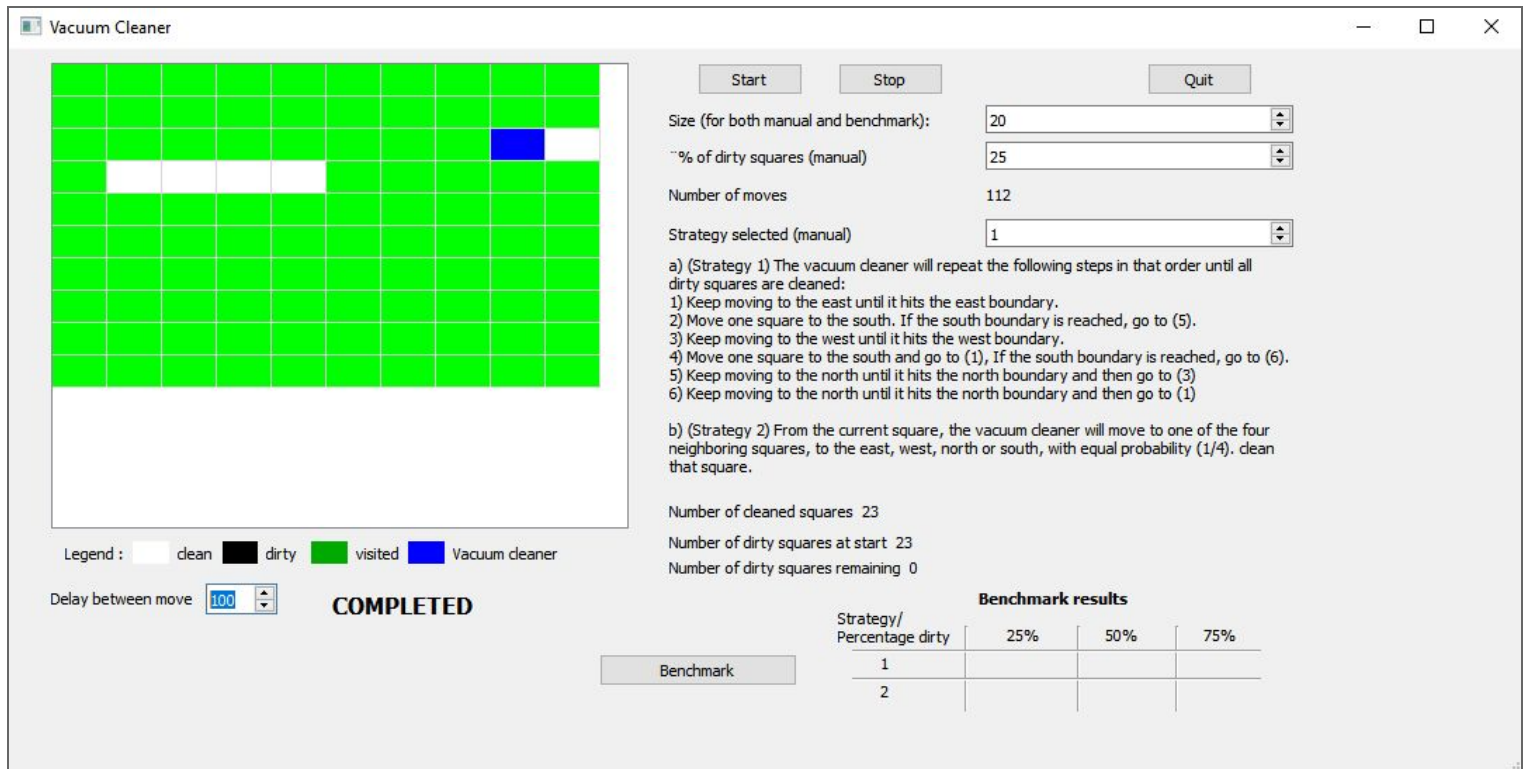 Vacuum Cleaner
Start Stop Quit
Size (for both manual and benchmark): 20
¨% of dirty squares (manual) 25
Number of moves 112
Strategy selected (manual) 1
a) (Strategy 1) The vacuum cleaner will repeat the following steps in that order until all
dirty squares are cleaned:
1) Keep moving to the east until it hits the east boundary.
2) Move one square to the south. If the south boundary is reached, go to (5).
3) Keep moving to the west until it hits the west boundary.
4) Move one square to the south and go to (1), If the south boundary is reached, go to (6).
5) Keep moving to the north until it hits the north boundary and then go to (3)
6) Keep moving to the north until it hits the north boundary and then go to (1)
b) (Strategy 2) From the current square, the vacuum cleaner will move to one of the four
neighboring squares, to the east, west, north or south, with equal probability (1/4). clean
that square.
Number of cleaned squares 23
Number of dirty squares at start 23
Number of dirty squares remaining 0
Legend : clean dirty visited Vacuum cleaner
Delay between move 100
COMPLETED
Benchmark
Benchmark results
Strategy/
Percentage dirty 25% 50% 75%
1
2